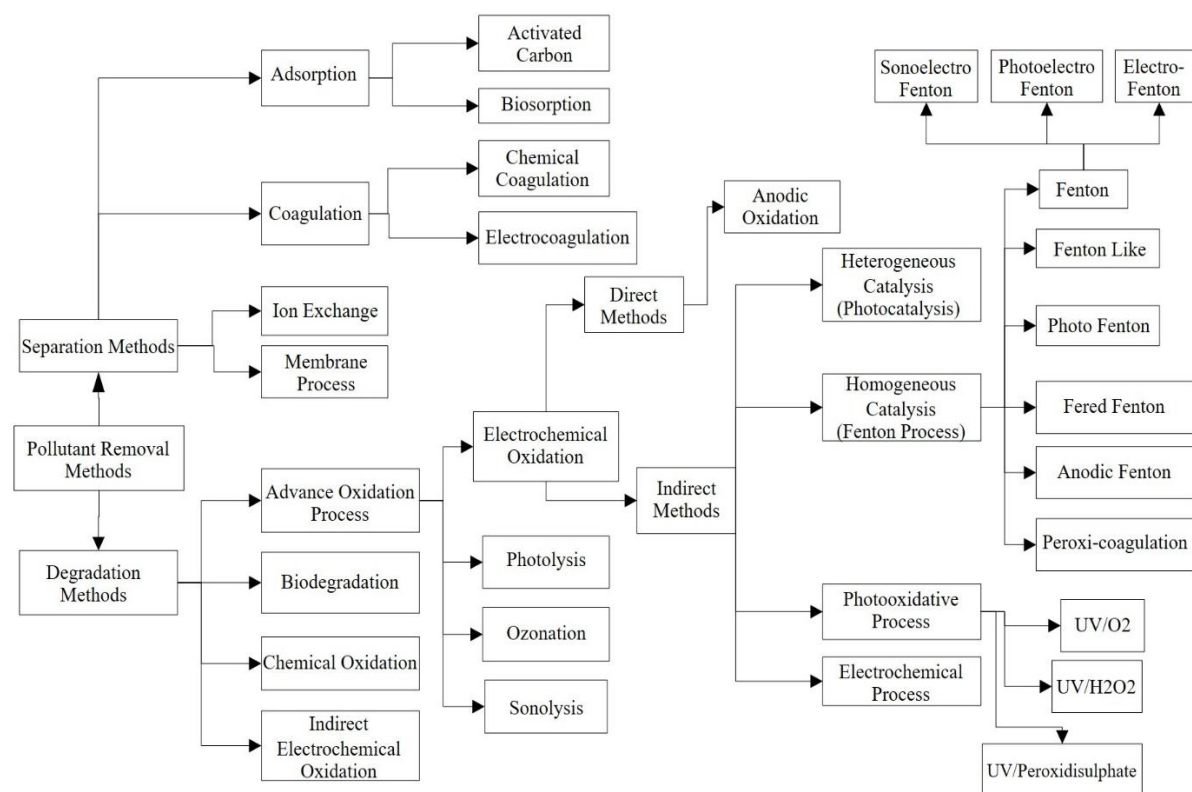 Activated
Carbon
Adsorption
Biosorption
Sonoelectro
Fenton
Photoelectro
Fenton
Electro-
Fenton
Chemical
Coagulation
Coagulation
Electrocoagulation
Anodic
Oxidation
Fenton
Fenton Like
Heterogeneous
Catalysis
(Photocatalysis)
Direct
Methods
Ion Exchange
Separation Methods
Membrane
Process
Photo Fenton
Homogeneous
Catalysis
(Fenton Process)
Fered Fenton
Pollutant Removal
Methods
Electrochemical
Oxidation
Advance Oxidation
Process
Indirect
Methods
Anodic Fenton
Peroxi-coagulation
Degradation
Methods
Biodegradation
Photolysis
Photooxidative
Process
UV/O2
Ozonation
Chemical Oxidation
Electrochemical
Process
UV/H2O2
Sonolysis
Indirect
Electrochemical
Oxidation
UV/Peroxidisulphate